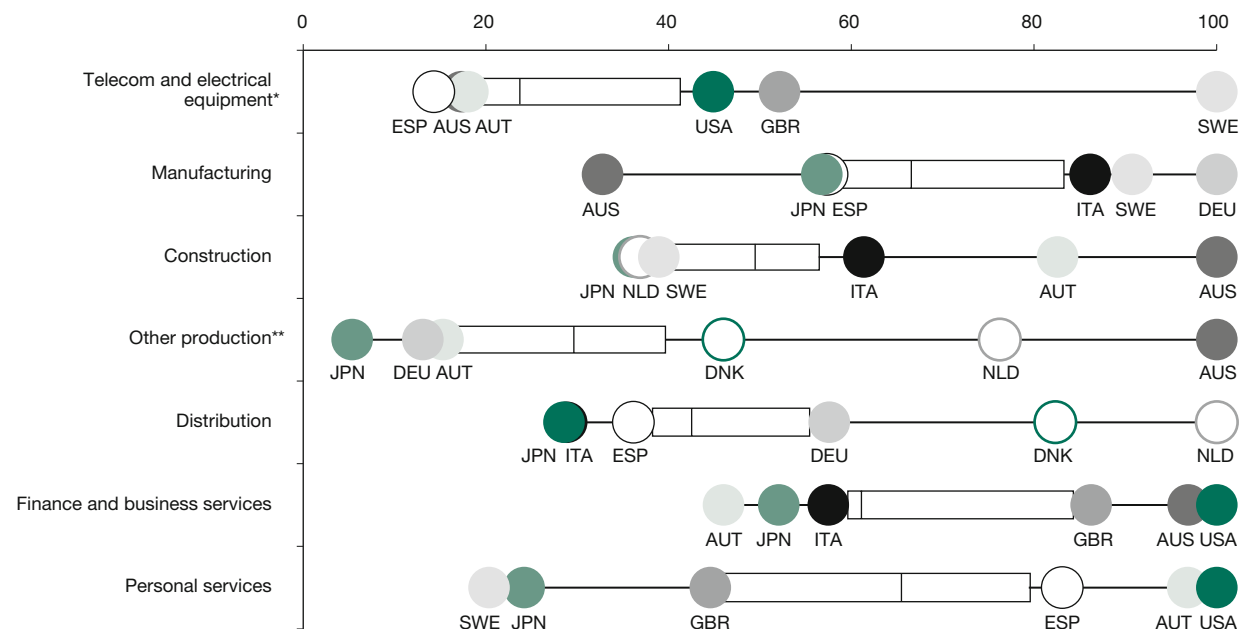 0 20 40 60 80 100
Telecom and electrical
equipment*
ESP AUS AUT USA GBR SWE
Manufacturing
AUS JPN ESP ITA SWE DEU
Construction
JPN NLD SWE ITA AUT AUS
Other production**
JPN DEU AUT DNK NLD AUS
Distribution
JPN ITA ESP DEU DNK NLD
Finance and business services
AUT JPN ITA GBR AUS USA
Personal services
SWE JPN GBR ESP AUT USA